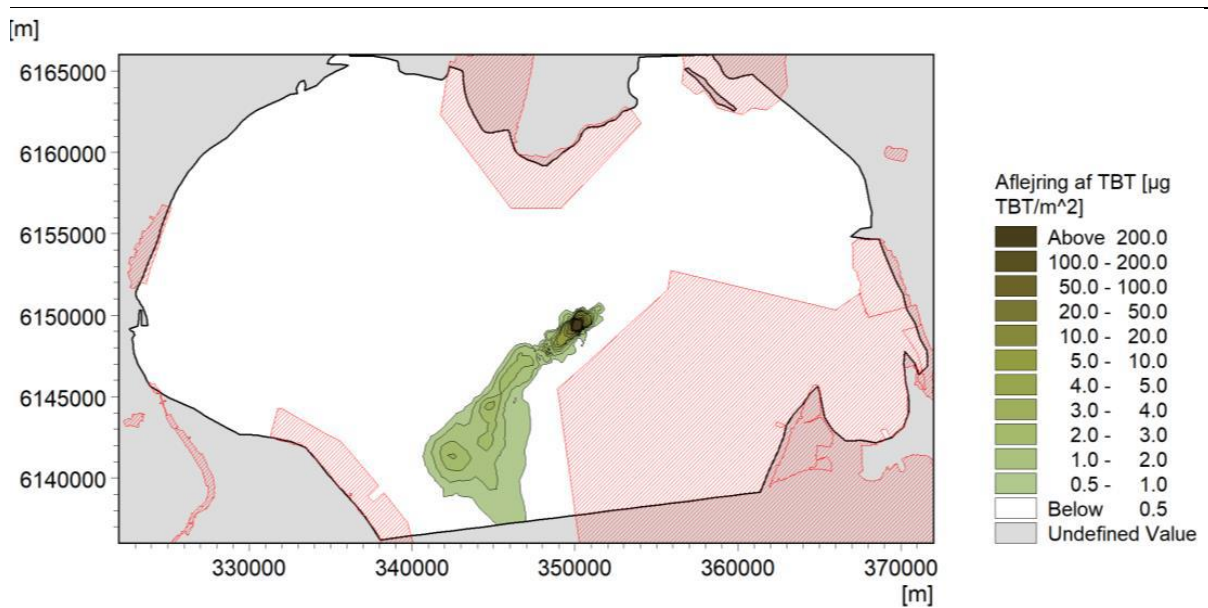 [m]
6165000
6160000
6155000
6150000
6145000
6140000
330000 340000 350000 360000 370000
[m]
Aflejring af TBT [µg
TBT/m^2]
Above 200.0
100.0 - 200.0
50.0 - 100.0
20.0 - 50.0
10.0 - 20.0
5.0 - 10.0
4.0 - 5.0
3.0 - 4.0
2.0 - 3.0
1.0 - 2.0
0.5 - 1.0
Below 0.5
Undefined Value